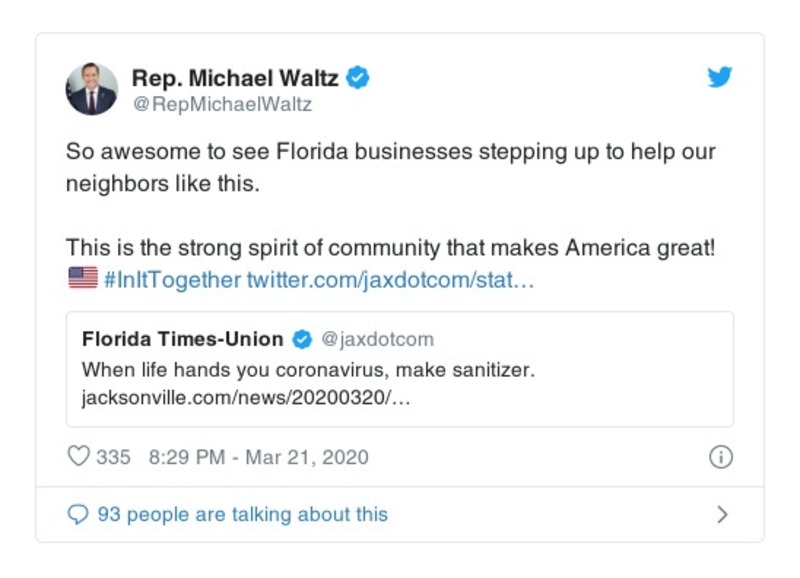 Rep. Michael Waltz
@RepMichaelWaltz
So awesome to see Florida businesses stepping up to help our
neighbors like this.
This is the strong spirit of community that makes America great!
🇺🇸 #InItTogether twitter.com/jaxdotcom/stat…
Florida Times-Union @jaxdotcom
When life hands you coronavirus, make sanitizer.
jacksonville.com/news/20200320/…
335 8:29 PM - Mar 21, 2020
93 people are talking about this